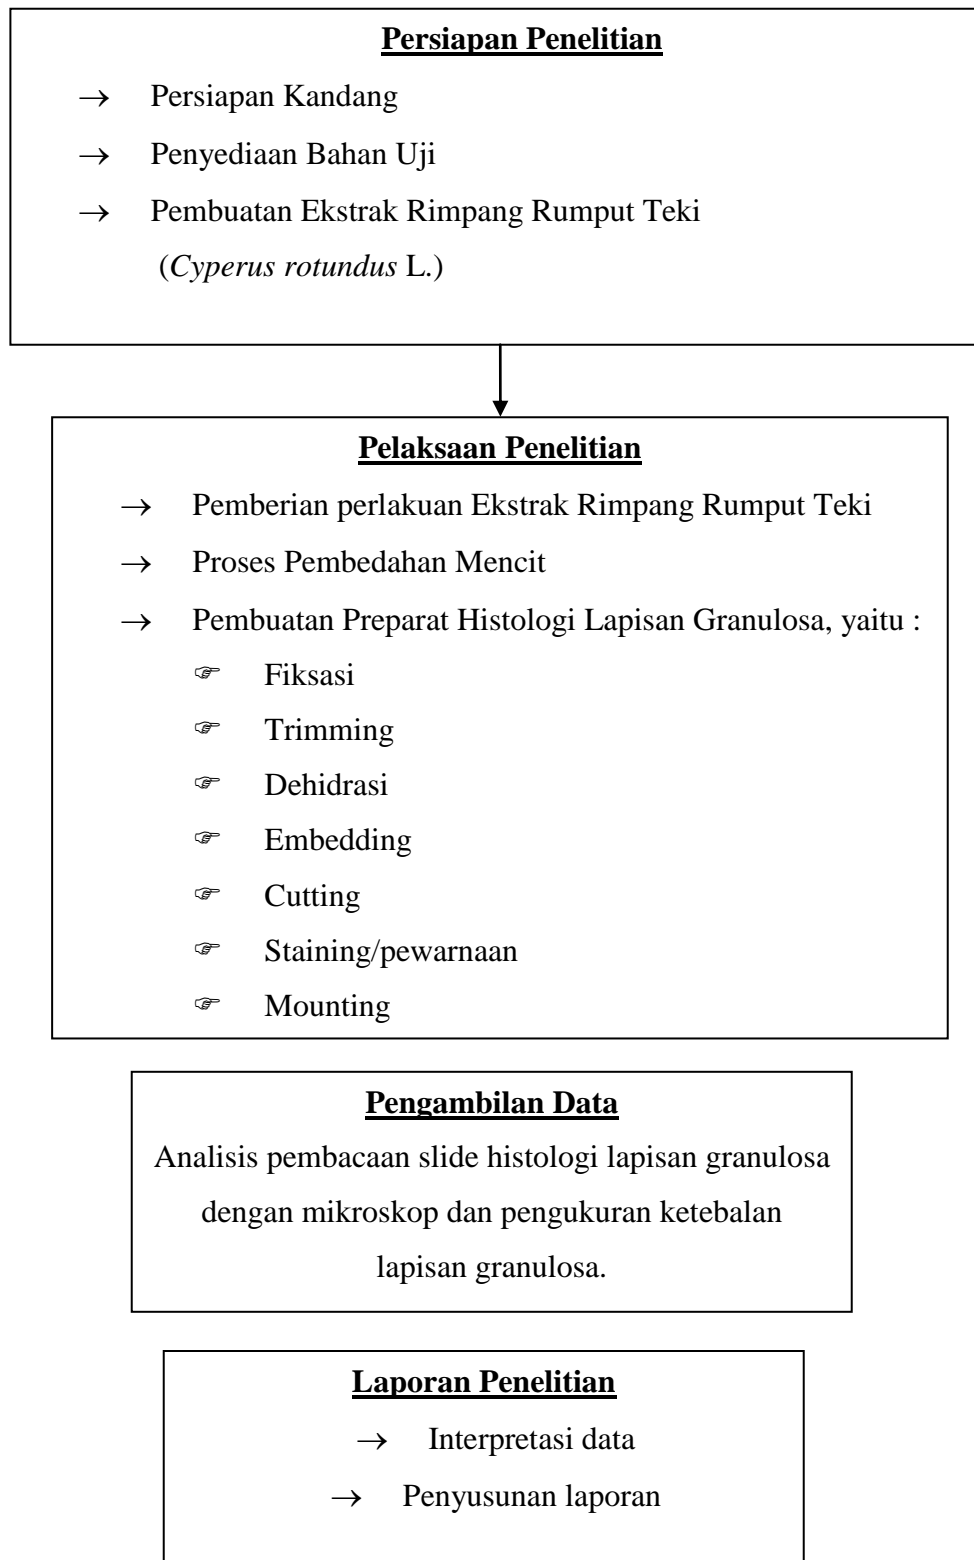 Persiapan Penelitian
→ Persiapan Kandang
→ Penyediaan Bahan Uji
→ Pembuatan Ekstrak Rimpang Rumput Teki
(Cyperus rotundus L.)
Pelaksaan Penelitian
→ Pemberian perlakuan Ekstrak Rimpang Rumput Teki
→ Proses Pembedahan Mencit
→ Pembuatan Preparat Histologi Lapisan Granulosa, yaitu :
☞ Fiksasi
☞ Trimming
☞ Dehidrasi
☞ Embedding
☞ Cutting
☞ Staining/pewarnaan
☞ Mounting
Pengambilan Data
Analisis pembacaan slide histologi lapisan granulosa
dengan mikroskop dan pengukuran ketebalan
lapisan granulosa.
Laporan Penelitian
→ Interpretasi data
→ Penyusunan laporan